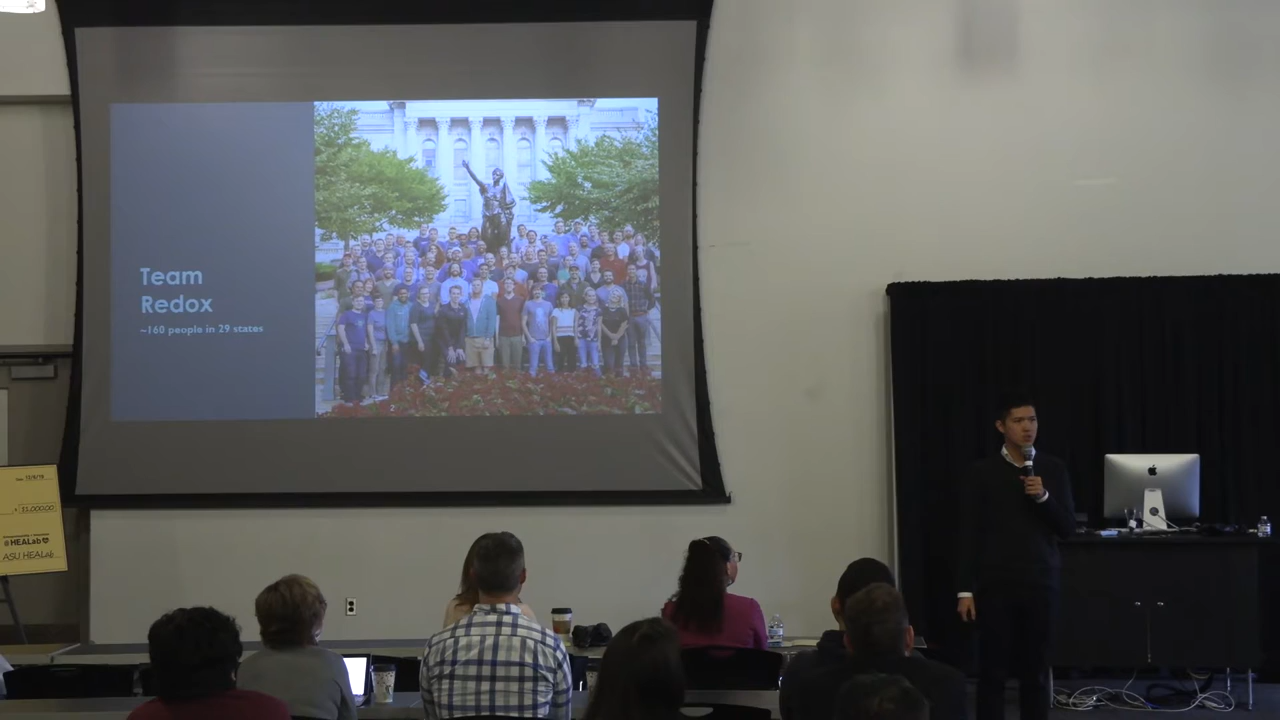 Team
Redox
~160 people in 29 states
$1,000.00
@HEALab
ASU HEALab